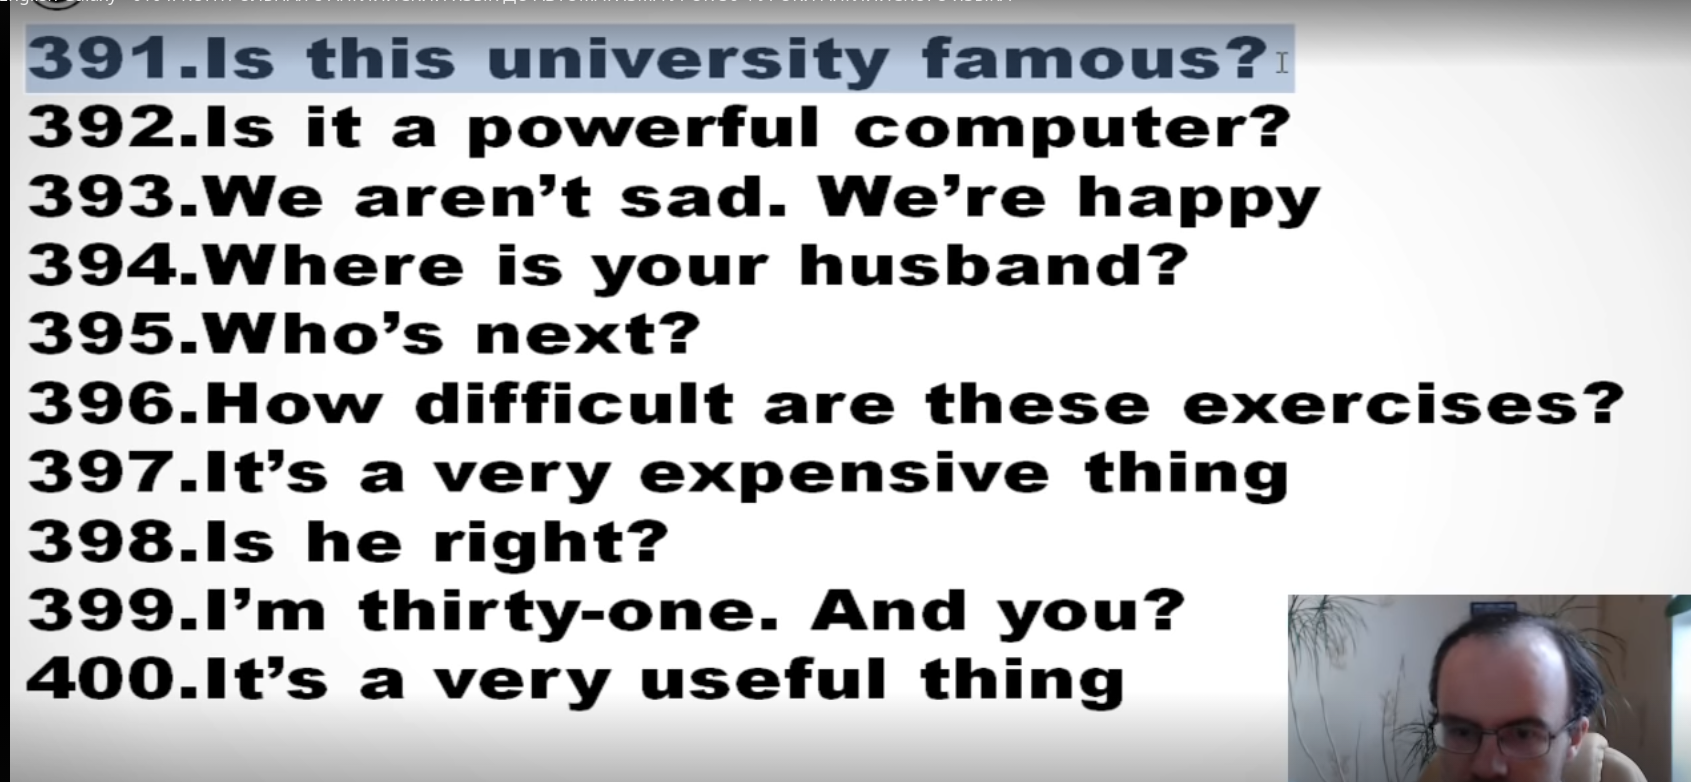 391.Is this university famous?
392.Is it a powerful computer?
393.We aren’t sad. We’re happy
394.Where is your husband?
395.Who’s next?
396.How difficult are these exercises?
397.It’s a very expensive thing
398.Is he right?
399.I’m thirty-one. And you?
400.It’s a very useful thing